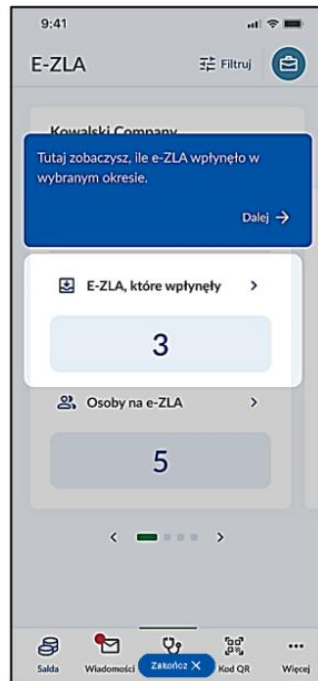 9:41
E-ZLA
Filtruj
Kowalski Company
Tutaj zobaczysz, ile e-ZLA wpłynęło w
wybranym okresie.
Dalej →
E-ZLA, które wpłynęły
3
Osoby na e-ZLA
5
Salda
Wiadomości
Zakończ X
Kod QR
Więcej